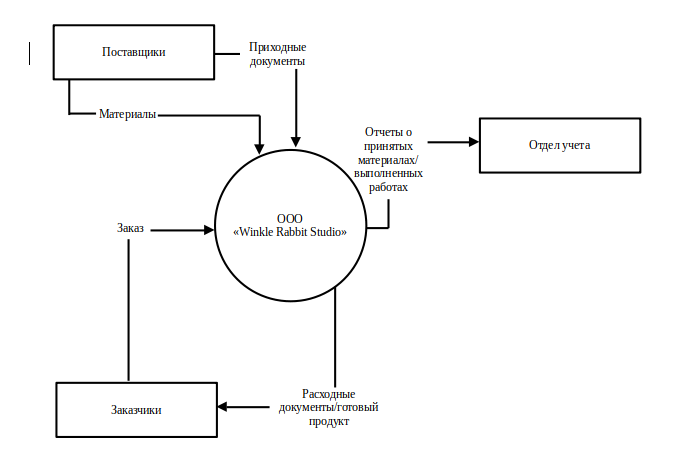 Поставщики
Приходные
документы
Материалы
Отчеты о
принятых
материалах/
выполненных
работах
Отдел учета
ООО
«Winkle Rabbit Studio»
Заказ
Заказчики
Расходные
документы/готовый
продукт